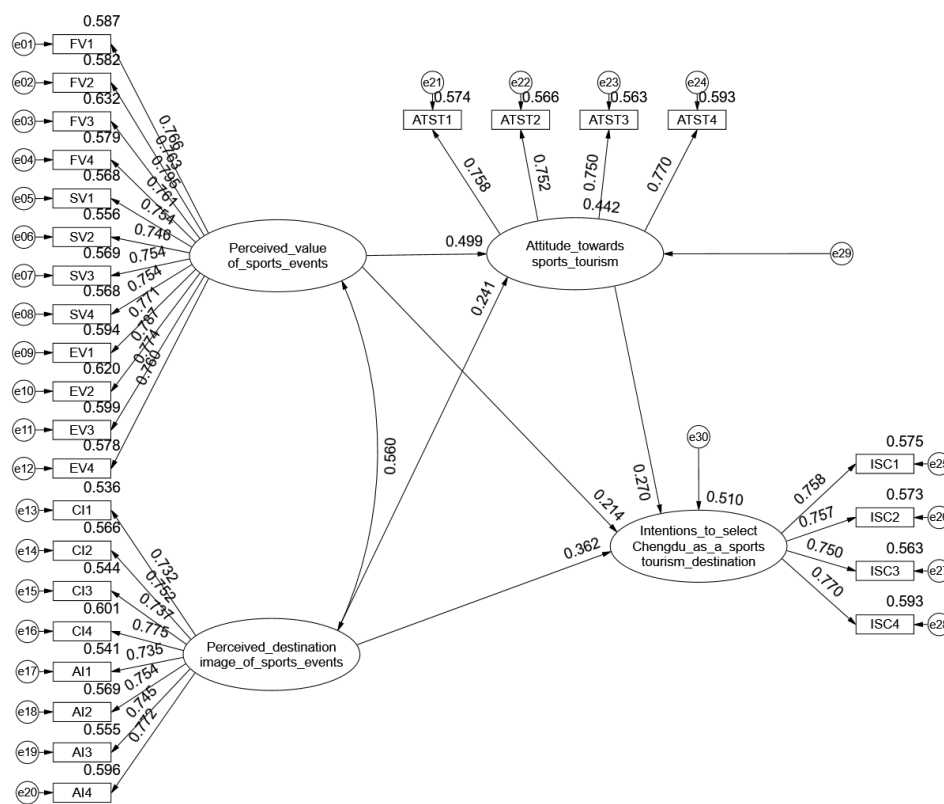 0.587
e01
FV1
0.582
e02
FV2
0.632
e03
FV3
0.579
e04
FV4
0.568
e05
SV1
0.556
e06
SV2
0.569
e07
SV3
0.568
e08
SV4
0.594
e09
EV1
0.620
e10
EV2
0.599
e11
EV3
0.578
e12
EV4
0.536
e13
CI1
0.566
e14
CI2
0.544
e15
CI3
0.601
e16
CI4
0.541
e17
AI1
0.569
e18
AI2
0.555
e19
AI3
0.596
e20
AI4
0.766
0.763
0.795
0.761
0.754
0.746
0.754
0.754
0.771
0.787
0.774
0.760
Perceived_value
of_sports_events
0.732
0.752
0.737
0.775
0.735
0.754
0.745
0.772
Perceived_destination
image_of_sports_events
0.560
0.499
0.241
0.214
0.362
0.270
e21
0.574
ATST1
e22
0.566
ATST2
e23
0.563
ATST3
e24
0.593
ATST4
0.758
0.752
0.750
0.770
0.442
Attitude_towards
sports_tourism
e29
e30
0.510
Intentions_to_select
Chengdu_as_a_sports
tourism_destination
0.758
0.757
0.750
0.770
0.575
ISC1
e25
0.573
ISC2
e26
0.563
ISC3
e27
0.593
ISC4
e28